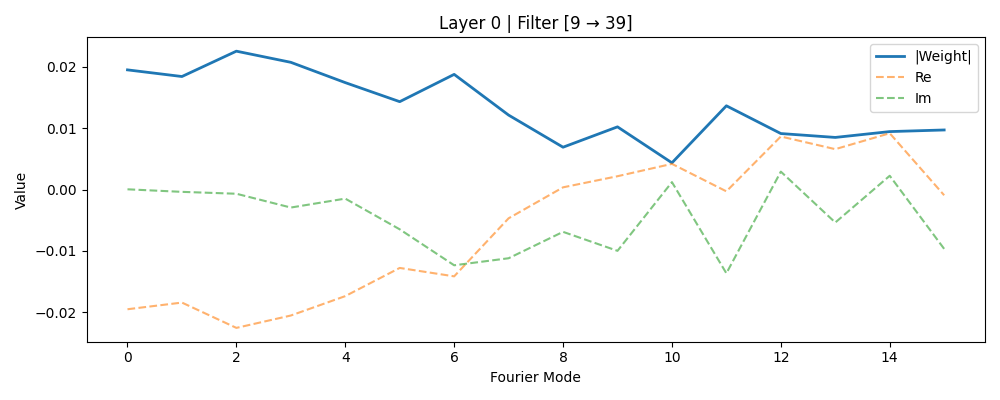 Layer 0 | Filter [9 → 39]
|Weight|
Re
Im
Value
0.02
0.01
0.00
−0.01
−0.02
0 2 4 6 8 10 12 14
Fourier Mode